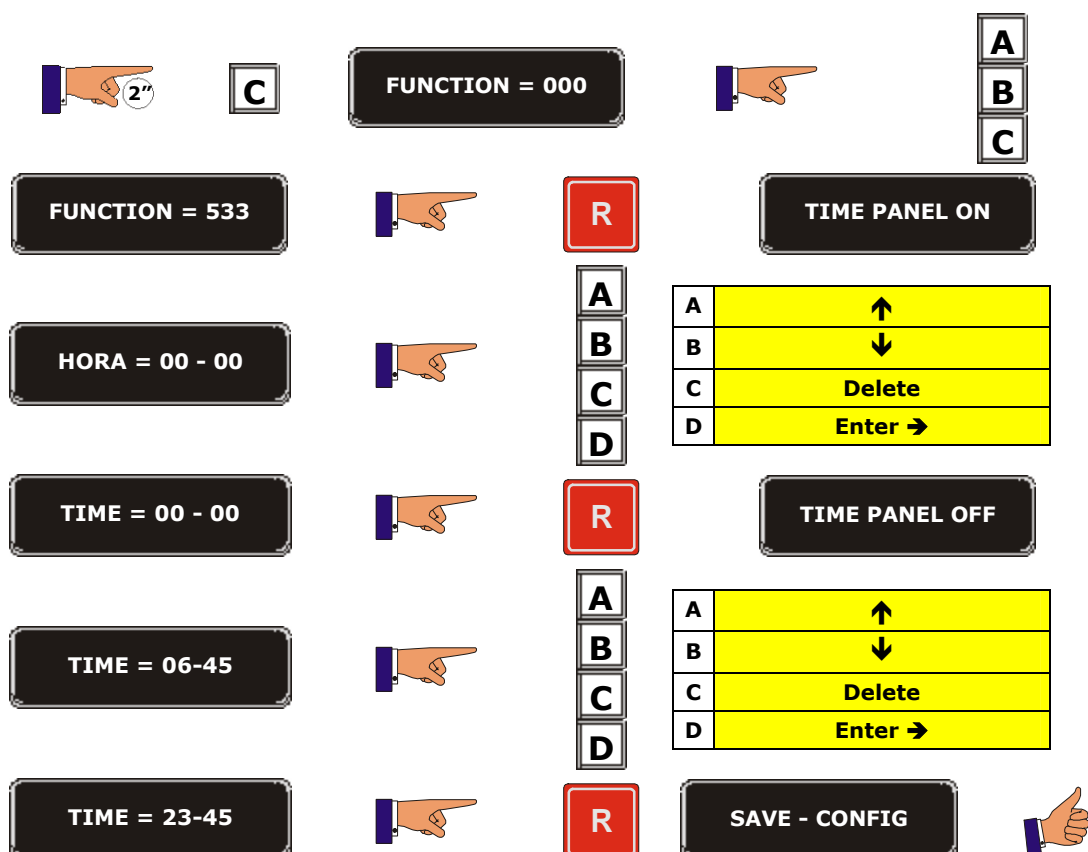 2”
C
FUNCTION = 000
A
B
C
FUNCTION = 533
R
TIME PANEL ON
HORA = 00 - 00
A
B
C
D
A ↑
B ↓
C Delete
D Enter →
TIME = 00 - 00
R
TIME PANEL OFF
TIME = 06-45
A
B
C
D
A ↑
B ↓
C Delete
D Enter →
TIME = 23-45
R
SAVE - CONFIG